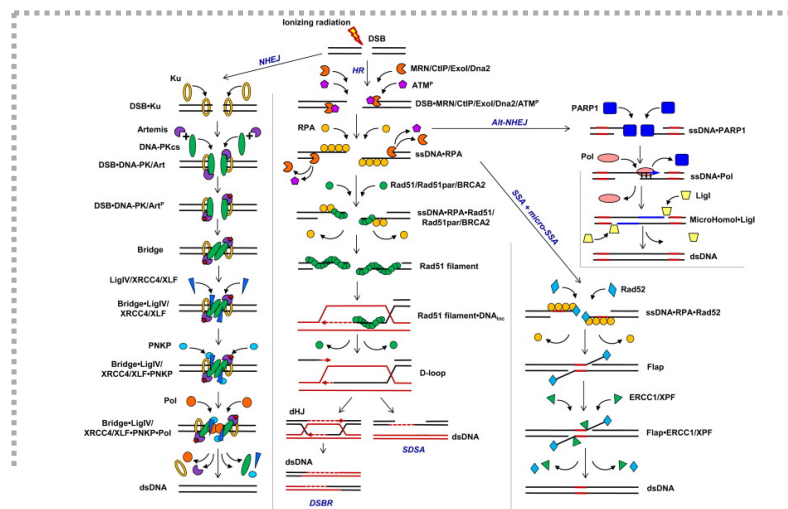 Ionizing radiation
DSB
NHEJ
Ku
DSB•Ku
Artemis
DNA-PKcs
DSB•DNA-PK/Art
DSB•DNA-PK/Artᴾ
Bridge
LigIV/XRCC4/XLF
Bridge•LigIV/
XRCC4/XLF
PNKP
Bridge•LigIV/
XRCC4/XLF•PNKP
Pol
Bridge•LigIV/
XRCC4/XLF•PNKP•Pol
dsDNA
HR
MRN/CtIP/ExoI/Dna2
ATMᴾ
DSB•MRN/CtIP/ExoI/Dna2/ATMᴾ
RPA
ssDNA•RPA
Rad51/Rad51par/BRCA2
ssDNA•RPA•Rad51/
Rad51par/BRCA2
Rad51 filament
Rad51 filament•DNAinc
D-loop
dHJ
dsDNA
SDSA
dsDNA
DSBR
Alt-NHEJ
PARP1
ssDNA•PARP1
Pol
ssDNA•Pol
LigI
MicroHomol•LigI
dsDNA
SSA + micro-SSA
Rad52
ssDNA•RPA•Rad52
Flap
ERCC1/XPF
Flap•ERCC1/XPF
dsDNA